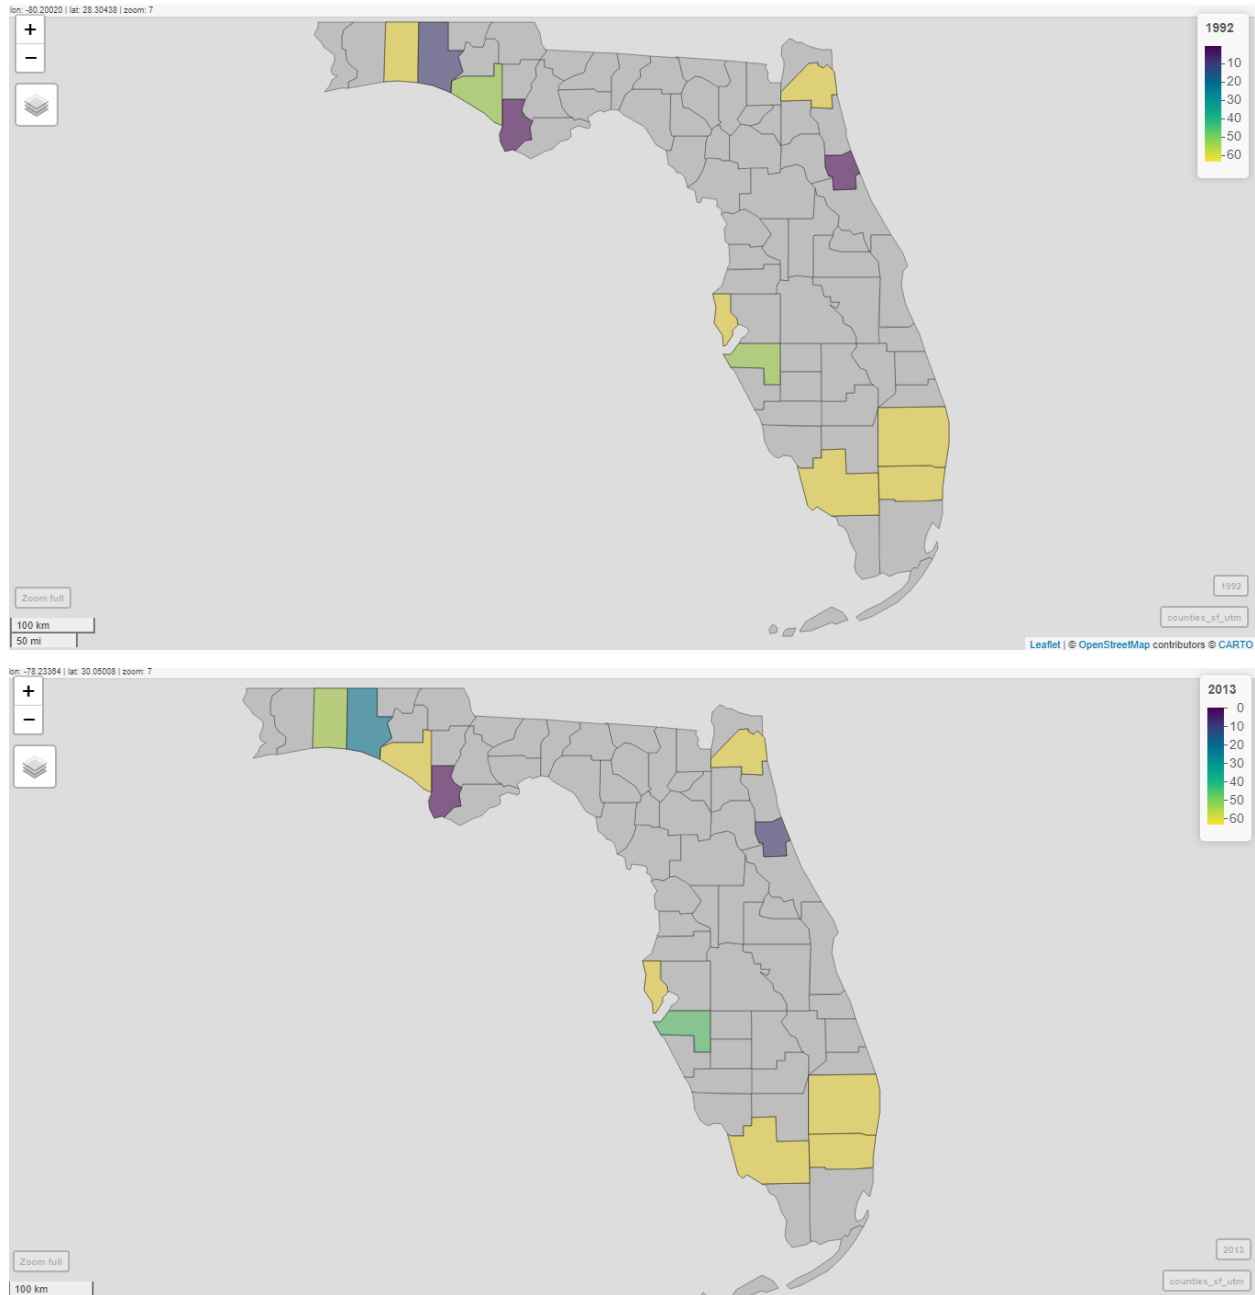 lon: -80.20020 | lat: 28.30438 | zoom: 7
+
−
1992
10
20
30
40
50
60
Zoom full
100 km
50 mi
1992
counties_sf_utm
Leaflet | © OpenStreetMap contributors © CARTO
lon: -78.23364 | lat: 30.05008 | zoom: 7
+
−
2013
0
10
20
30
40
50
60
Zoom full
100 km
2013
counties_sf_utm